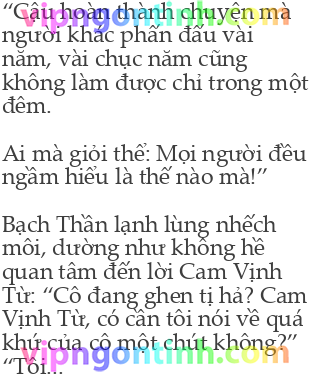 “Cậu hoàn thành chuyện mà
vipngontinh.com
người khác phấn đấu vài
năm, vài chục năm cũng
không làm được chỉ trong một
đêm.
Ai mà giỏi thể: Mọi người đều
ngầm hiểu là thế nào mà!”
Bạch Thần lạnh lùng nhếch
môi, dường như không hề
quan tâm đến lời Cam Vịnh
Từ: “Cô đang ghen tị hả? Cam
Vịnh Từ, có cần tôi nói về quá
khứ của cô một chút không?”
vipngontinh.com
“Tôi...